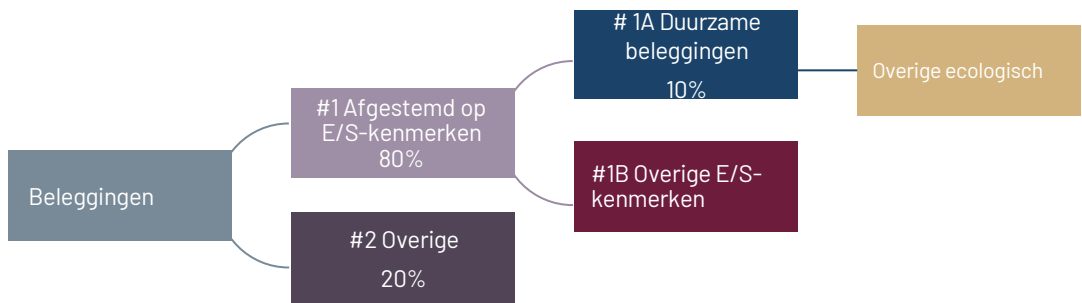 Beleggingen
#1 Afgestemd op
E/S-kenmerken
80%
#2 Overige
20%
# 1A Duurzame
beleggingen
10%
#1B Overige E/S-
kenmerken
Overige ecologisch